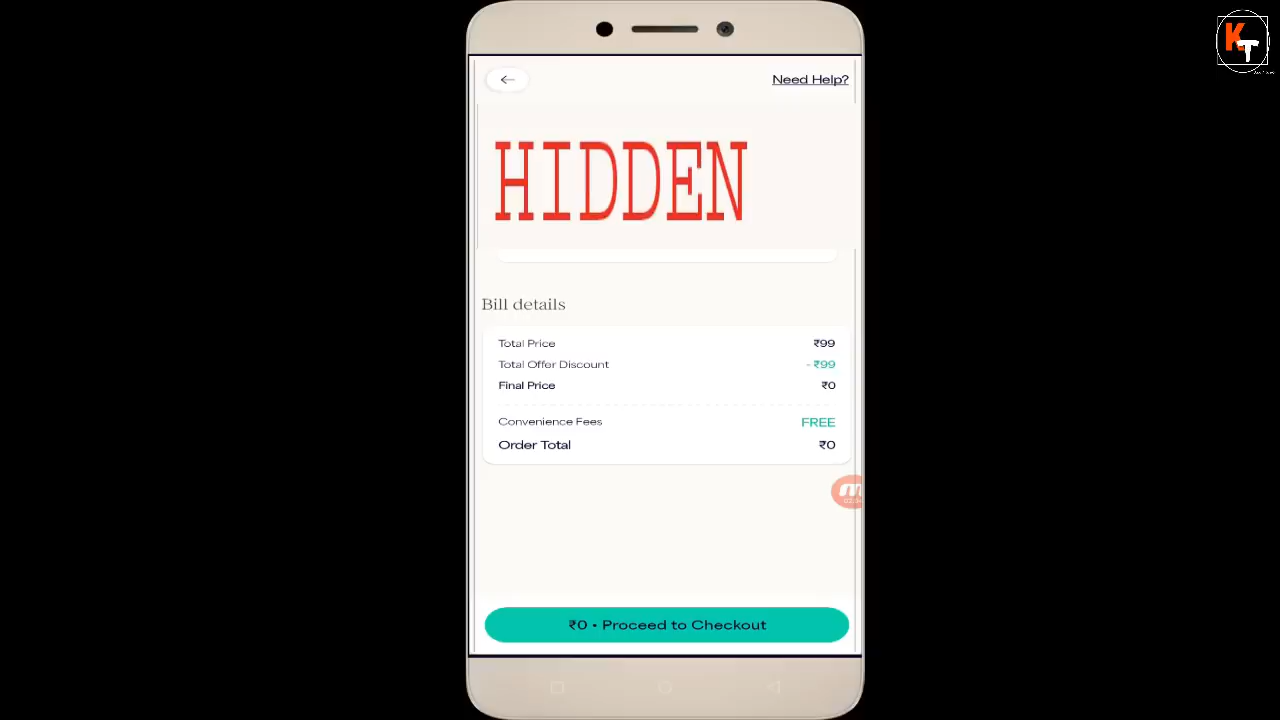 KT
Need Help?
HIDDEN
Bill details
Total Price ₹99
Total Offer Discount - ₹99
Final Price ₹0
Convenience Fees FREE
Order Total ₹0
₹0 • Proceed to Checkout